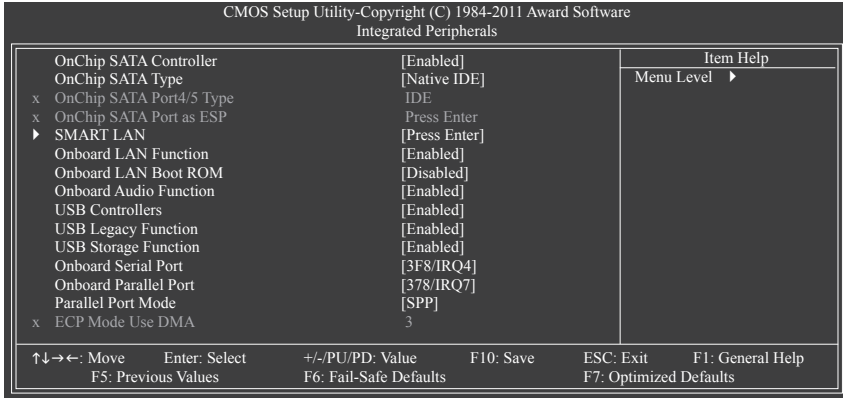 CMOS Setup Utility-Copyright (C) 1984-2011 Award Software
Integrated Peripherals
OnChip SATA Controller [Enabled]
OnChip SATA Type [Native IDE]
x OnChip SATA Port4/5 Type IDE
x OnChip SATA Port as ESP Press Enter
▶ SMART LAN [Press Enter]
Onboard LAN Function [Enabled]
Onboard LAN Boot ROM [Disabled]
Onboard Audio Function [Enabled]
USB Controllers [Enabled]
USB Legacy Function [Enabled]
USB Storage Function [Enabled]
Onboard Serial Port [3F8/IRQ4]
Onboard Parallel Port [378/IRQ7]
Parallel Port Mode [SPP]
x ECP Mode Use DMA 3
Item Help
Menu Level ▶
↑↓→←: Move Enter: Select +/-/PU/PD: Value F10: Save ESC: Exit F1: General Help
F5: Previous Values F6: Fail-Safe Defaults F7: Optimized Defaults